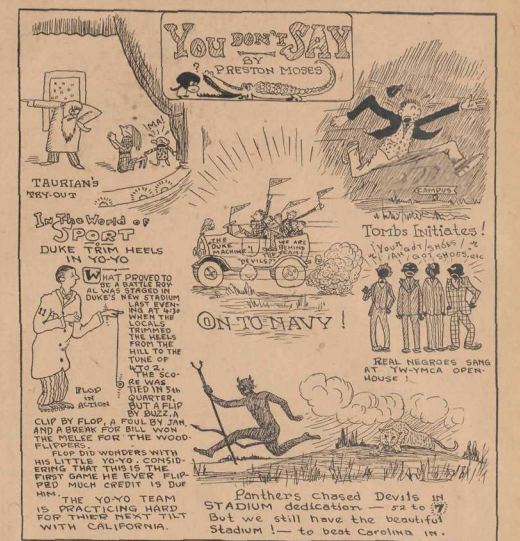 YOU DON'T SAY
BY
PRESTON MOSES
?
MA!
TAURIAN'S
TRY-OUT
CAMPUS
Tombs Initiates!
In The World of
SPORT
DUKE TRIM HEELS
IN YO-YO
WHAT PROVED TO
BE A BATTLE ROY-
AL WAS STAGED IN
DUKE'S NEW STADIUM
LAST EVEN-
ING AT 4:30
WHEN THE
LOCALS
TRIMMED
THE HEELS
FROM THE
HILL TO THE
TUNE OF
4 TO 2.
THE SCO-
RE WAS
TIED IN 5th
QUARTER,
BUT A FLIP
BY BUZZ, A
CLIP BY FLOP, A FOUL BY JAH,
AND A BREAK FOR BILL WON
THE MELEE FOR THE WOOD-
FLIPPERS.
FLOP DID WONDERS WITH
HIS LITTLE YO-YO. CONSID-
ERING THAT THIS IS THE
FIRST GAME HE EVER FLIP-
PED MUCH CREDIT IS DUE
HIM.
THE YO-YO TEAM
IS PRACTICING HARD
FOR THIER NEXT TILT
WITH CALIFORNIA.
FLOP
IN
ACTION
THE
DUKE
MACHINE
"DEVILS?"
WE ARE
BEHIND
TEAM!
ON-TO-NAVY!
"I /You got / SHOES /
/AH / GOT SHOES, etc
REAL NEGROES SANG
AT YW-YMCA OPEN-
HOUSE!
Panthers chased Devils IN
STADIUM dedication — 52 to 7
But we still have the beautiful
Stadium! — to beat Carolina IN.